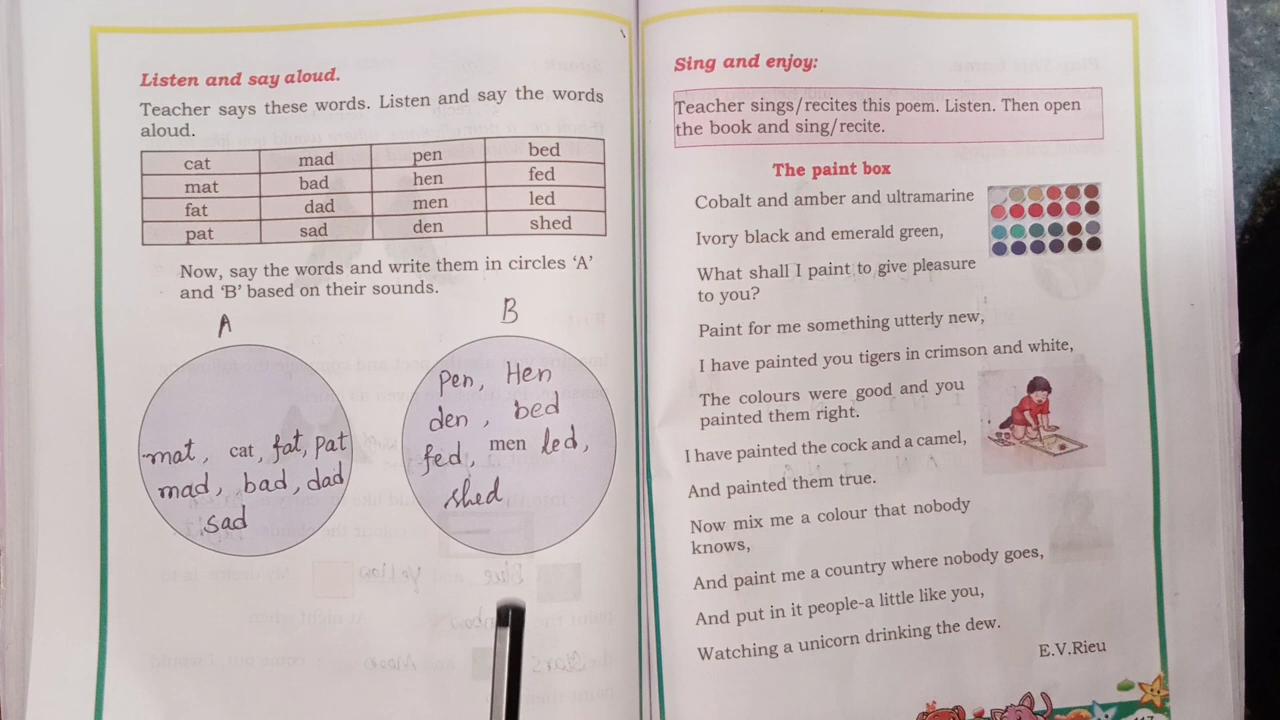 Listen and say aloud.
Teacher says these words. Listen and say the words
aloud.
cat mad pen bed
mat bad hen fed
fat dad men led
pat sad den shed
Now, say the words and write them in circles ‘A’
and ‘B’ based on their sounds.
A
B
mat, cat, fat, pat
mad, bad, dad
sad
Pen, Hen
den, bed
fed, men led,
shed
Sing and enjoy:
Teacher sings/recites this poem. Listen. Then open
the book and sing/recite.
The paint box
Cobalt and amber and ultramarine
Ivory black and emerald green,
What shall I paint to give pleasure
to you?
Paint for me something utterly new,
I have painted you tigers in crimson and white,
The colours were good and you
painted them right.
I have painted the cock and a camel,
And painted them true.
Now mix me a colour that nobody
knows,
And paint me a country where nobody goes,
And put in it people-a little like you,
Watching a unicorn drinking the dew.
E.V.Rieu